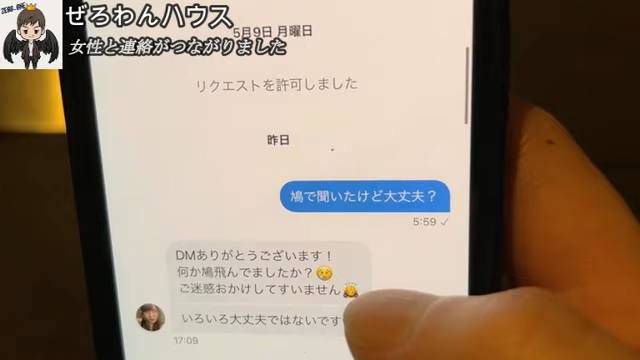 ZERO_ONE
ぜろわんハウス
女性と連絡がつながりました
5月9日 月曜日
リクエストを許可しました
昨日
鳩で聞いたけど大丈夫？
5:59
DMありがとうございます！
何か鳩飛んでましたか？
ご迷惑おかけしてすいません
いろいろ大丈夫ではないです
17:09